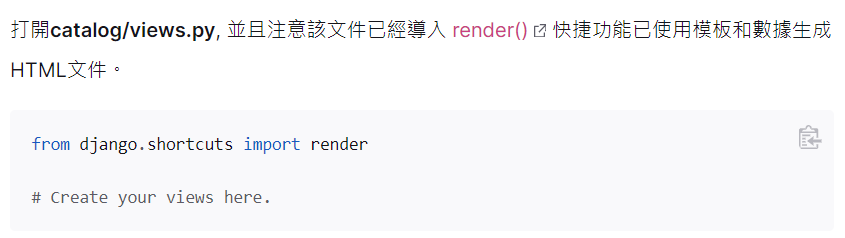 打開catalog/views.py, 並且注意該文件已經導入 render() 快捷功能已使用模板和數據生成
HTML文件。
from django.shortcuts import render
# Create your views here.